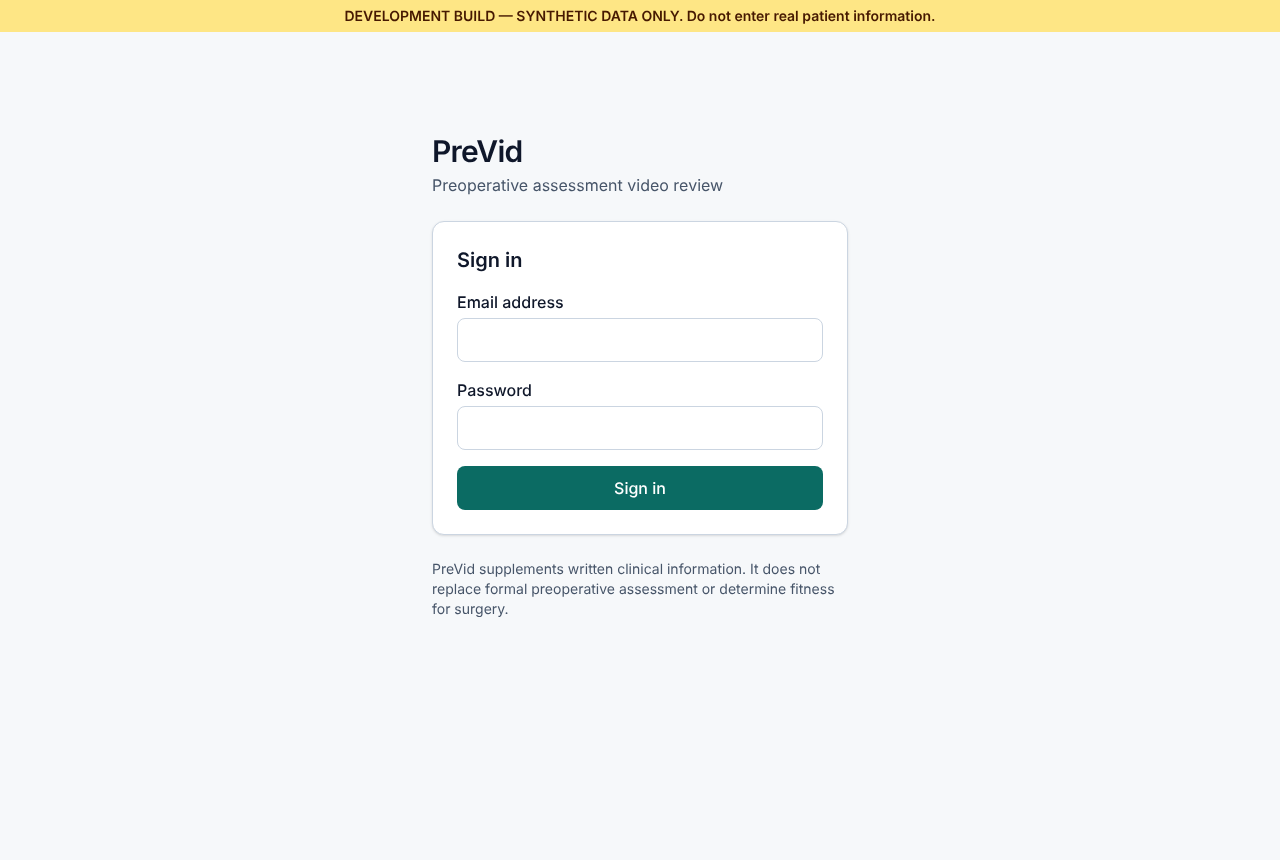 DEVELOPMENT BUILD — SYNTHETIC DATA ONLY. Do not enter real patient information.
PreVid
Preoperative assessment video review
Sign in
Email address
Password
Sign in
PreVid supplements written clinical information. It does not
replace formal preoperative assessment or determine fitness
for surgery.